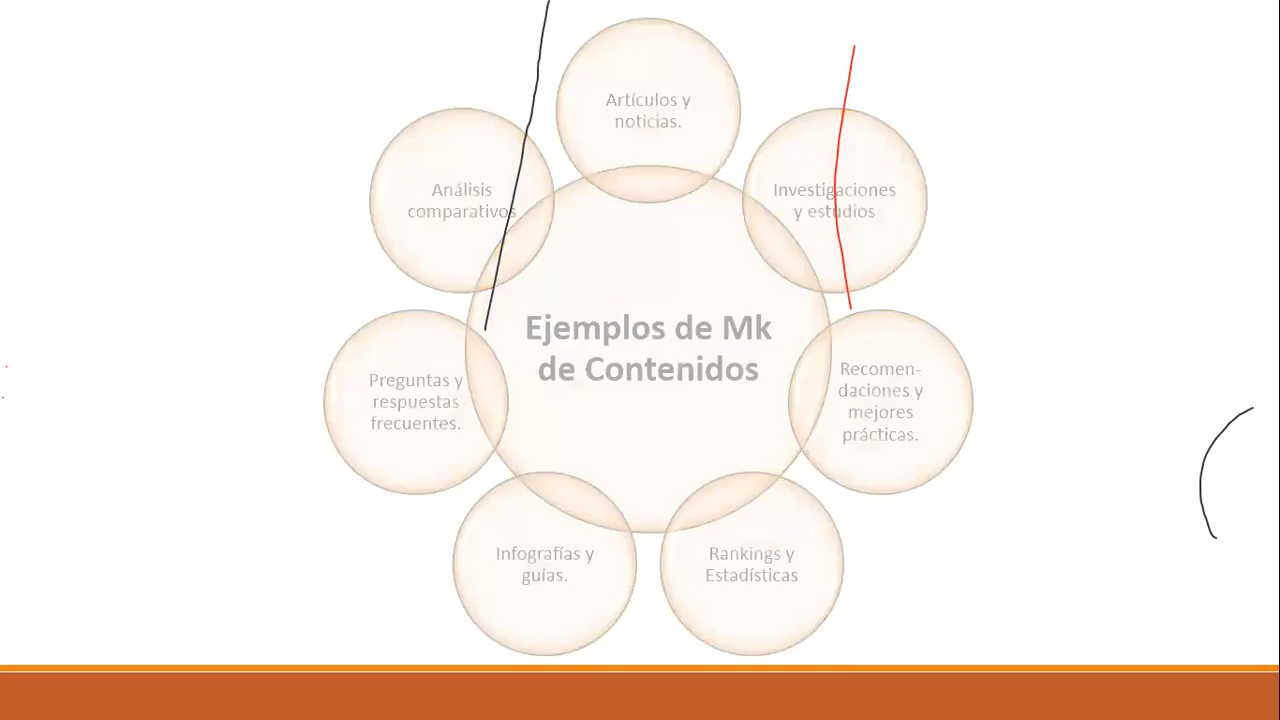 Artículos y
noticias.
Investigaciones
y estudios
Recomen-
daciones y
mejores
prácticas.
Rankings y
Estadísticas
Infografías y
guías.
Preguntas y
respuestas
frecuentes.
Análisis
comparativos
Ejemplos de Mk
de Contenidos